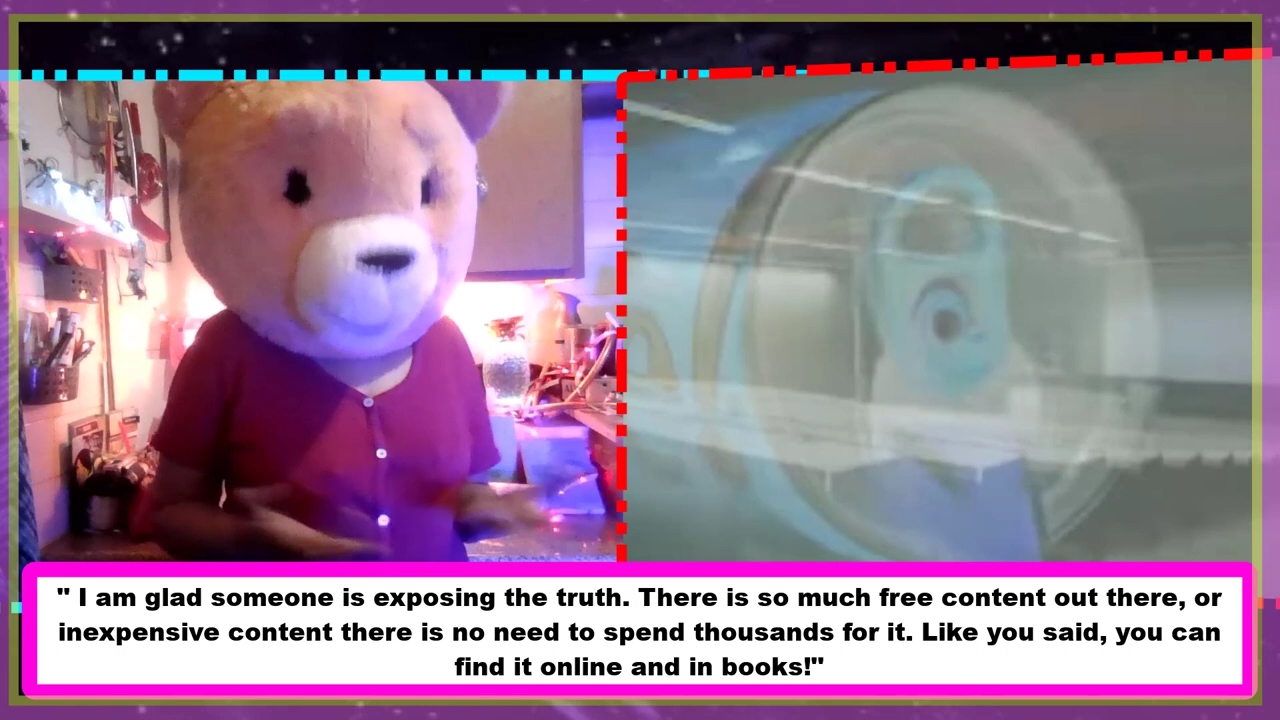 " I am glad someone is exposing the truth. There is so much free content out there, or
inexpensive content there is no need to spend thousands for it. Like you said, you can
find it online and in books!"